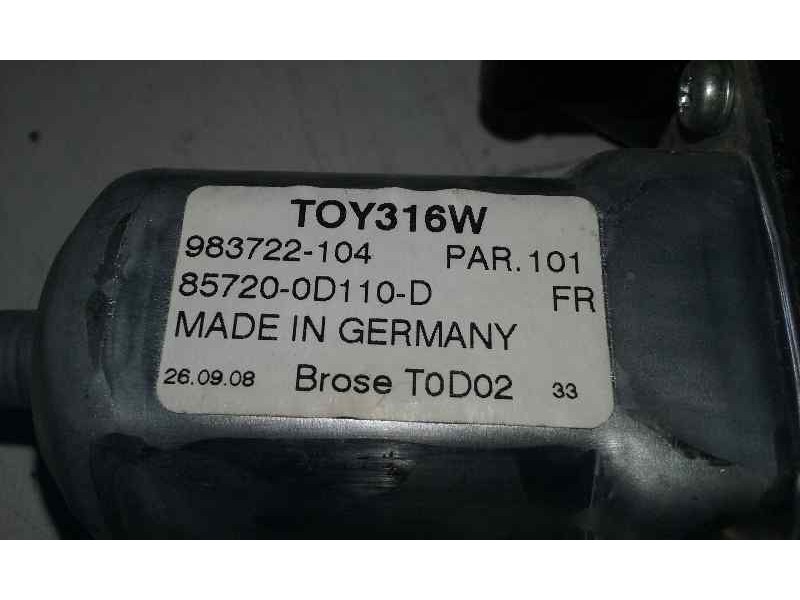 TOY316W
983722-104 PAR.101
85720-0D110-D FR
MADE IN GERMANY
26.09.08 Brose T0D02 33